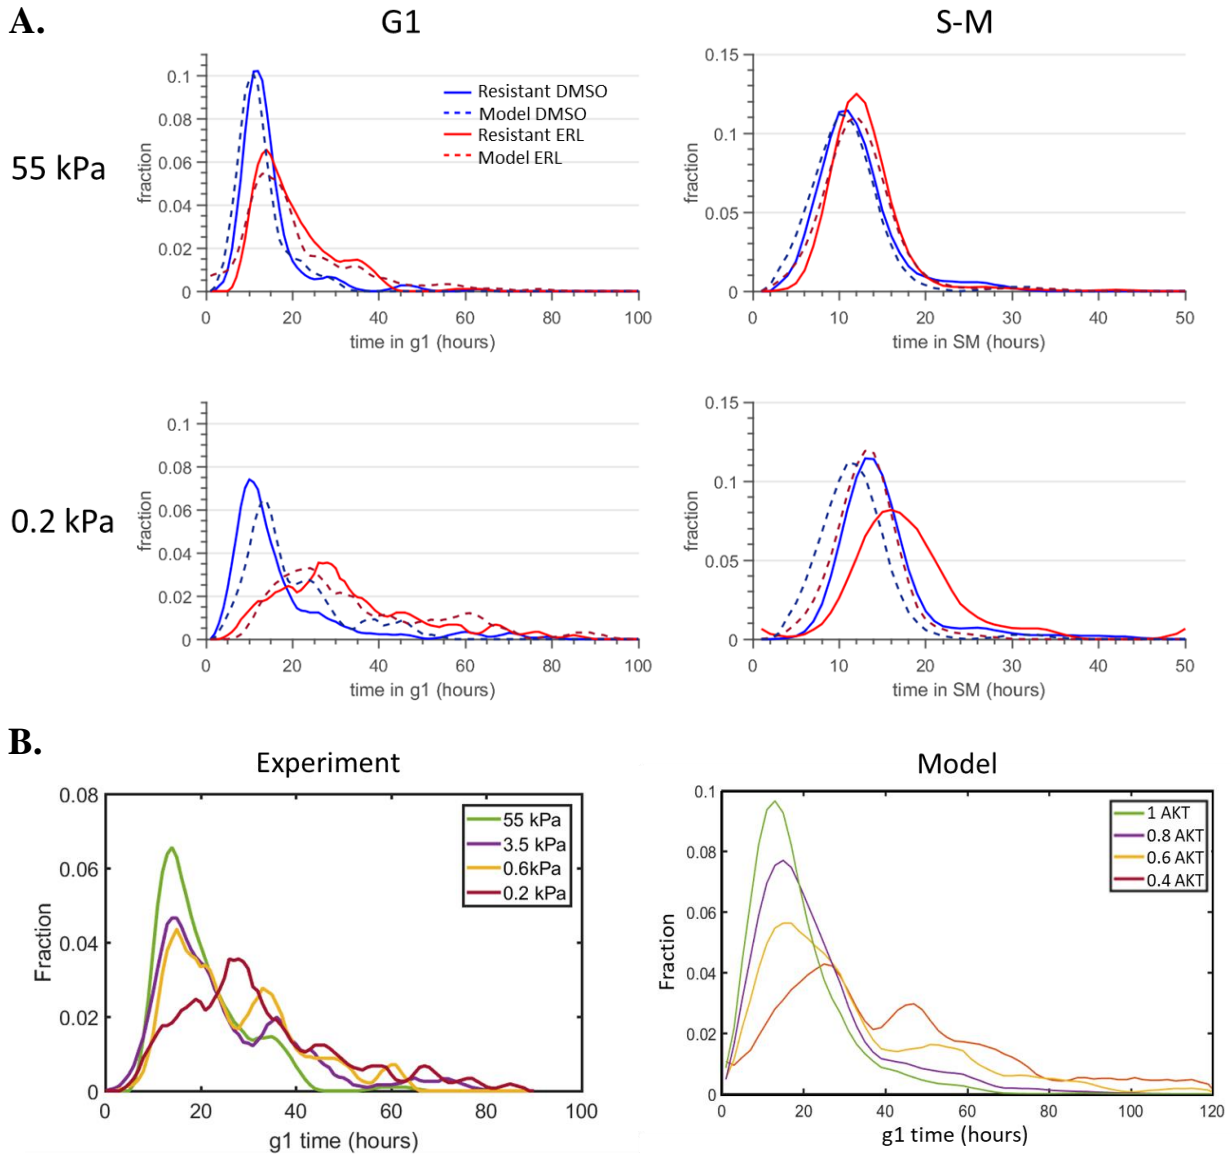 A.
G1
S-M
55 kPa
fraction
0.1
0.08
0.06
0.04
0.02
0
0 20 40 60 80 100
time in g1 (hours)
Resistant DMSO
Model DMSO
Resistant ERL
Model ERL
fraction
0.15
0.1
0.05
0
0 10 20 30 40 50
time in SM (hours)
0.2 kPa
fraction
0.1
0.08
0.06
0.04
0.02
0
0 20 40 60 80 100
time in g1 (hours)
fraction
0.15
0.1
0.05
0
0 10 20 30 40 50
time in SM (hours)
B.
Experiment
Fraction
0.08
0.06
0.04
0.02
0
0 20 40 60 80 100
g1 time (hours)
55 kPa
3.5 kPa
0.6kPa
0.2 kPa
Model
Fraction
0.1
0.08
0.06
0.04
0.02
0
0 20 40 60 80 100 120
g1 time (hours)
1 AKT
0.8 AKT
0.6 AKT
0.4 AKT